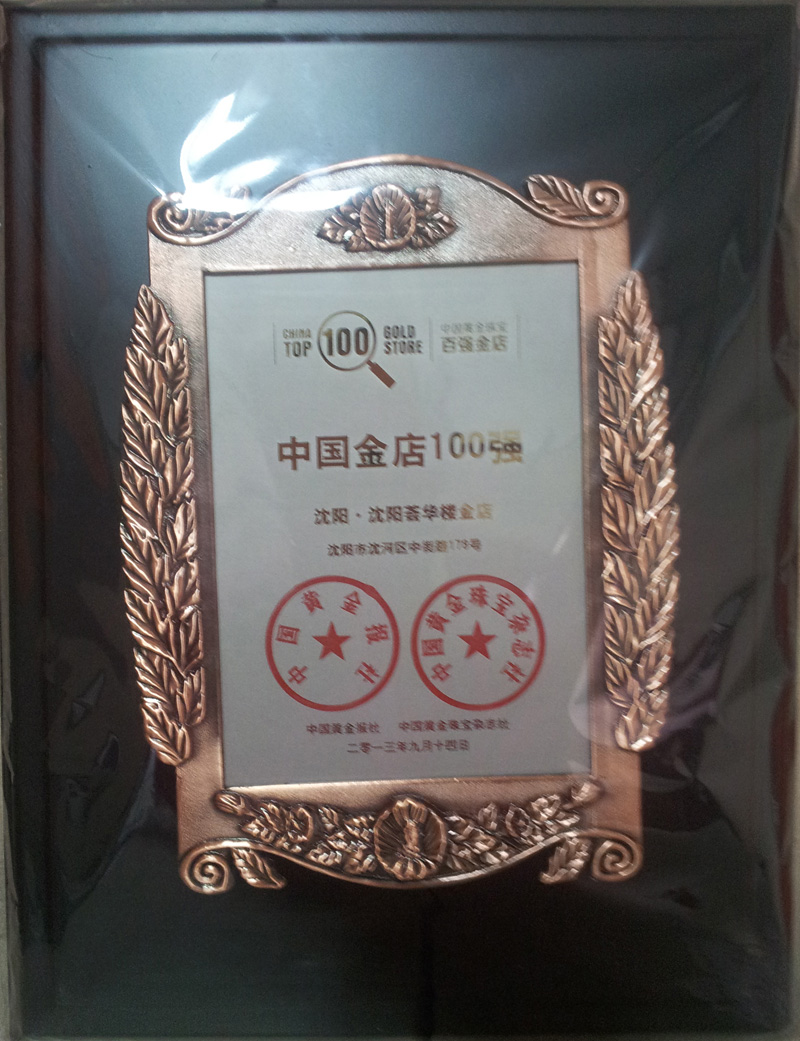 CHINA GOLD 中国黄金珠宝
TOP 100 STORE 百强金店
中国金店100强
沈阳·沈阳荟华楼金店
沈阳市沈河区中街路178号
中国黄金报社 中国黄金珠宝杂志社
中国黄金报社 中国黄金珠宝杂志社
二零一三年九月十四日